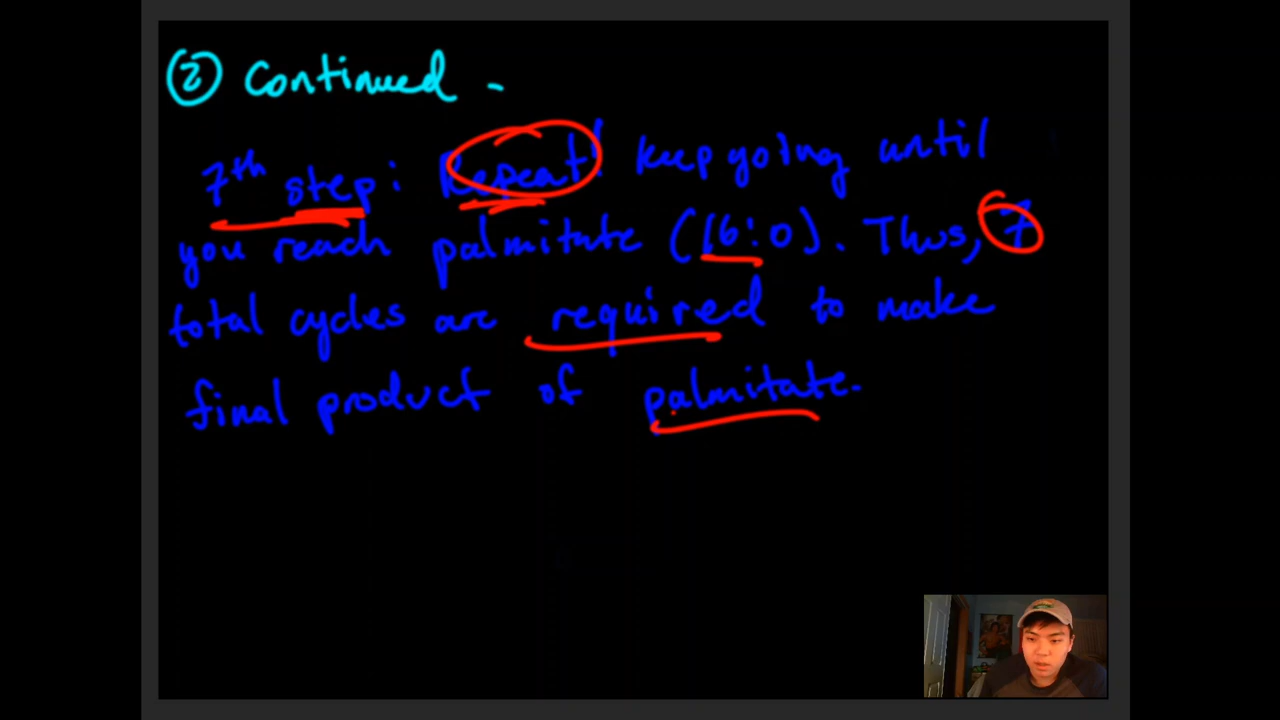 ② Continued -
7th step: Repeat! keep going until
you reach palmitate (16:0). Thus, 7
total cycles are required to make
final product of palmitate.